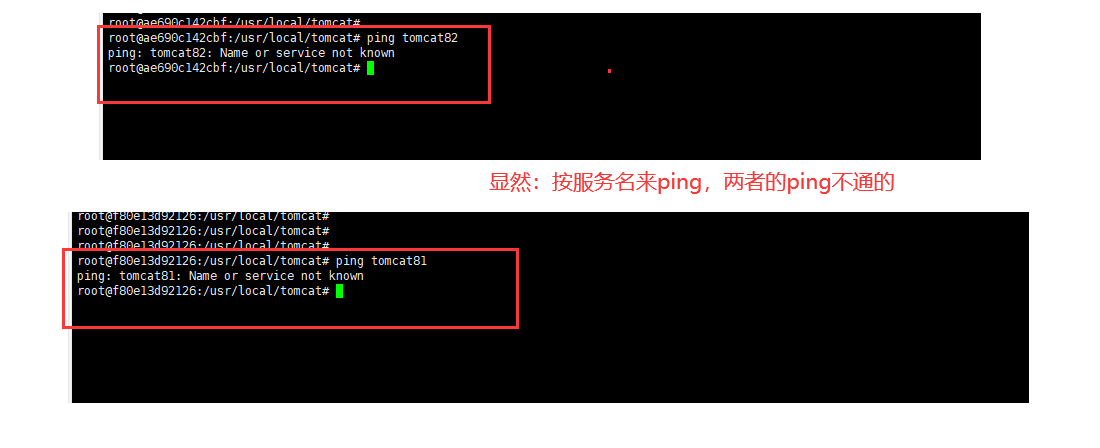 root@ae690c142cbf:/usr/local/tomcat#
root@ae690c142cbf:/usr/local/tomcat# ping tomcat82
ping: tomcat82: Name or service not known
root@ae690c142cbf:/usr/local/tomcat#
显然：按服务名来ping，两者的ping不通的
root@f80e13d92126:/usr/local/tomcat#
root@f80e13d92126:/usr/local/tomcat#
root@f80e13d92126:/usr/local/tomcat#
root@f80e13d92126:/usr/local/tomcat# ping tomcat81
ping: tomcat81: Name or service not known
root@f80e13d92126:/usr/local/tomcat#